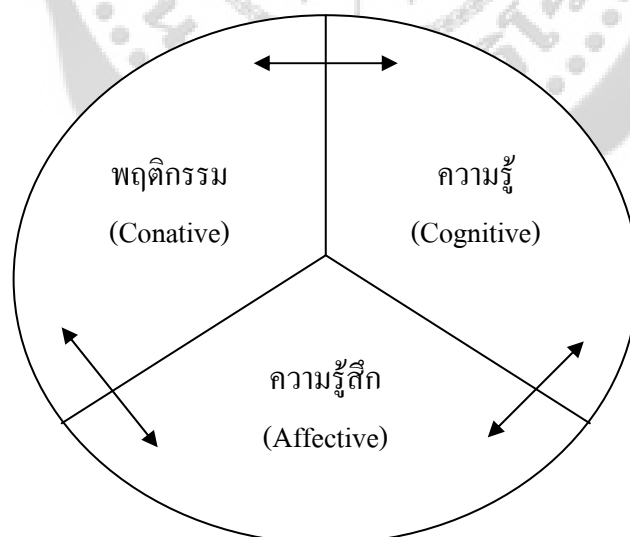 พฤติกรรม
(Conative)
ความรู้
(Cognitive)
ความรู้สึก
(Affective)